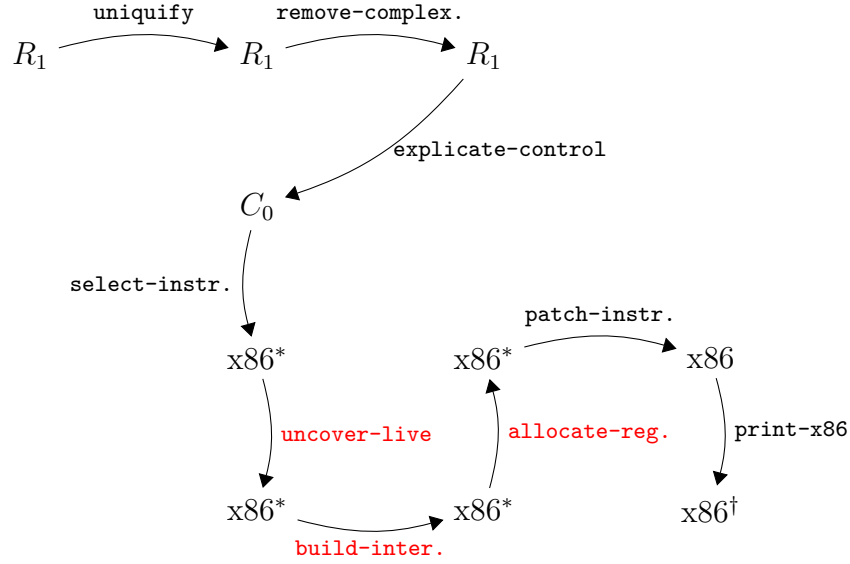 uniquify
remove-complex.
R₁
R₁
R₁
explicate-control
C₀
select-instr.
patch-instr.
x86*
x86*
x86
uncover-live
allocate-reg.
print-x86
x86*
x86*
x86†
build-inter.